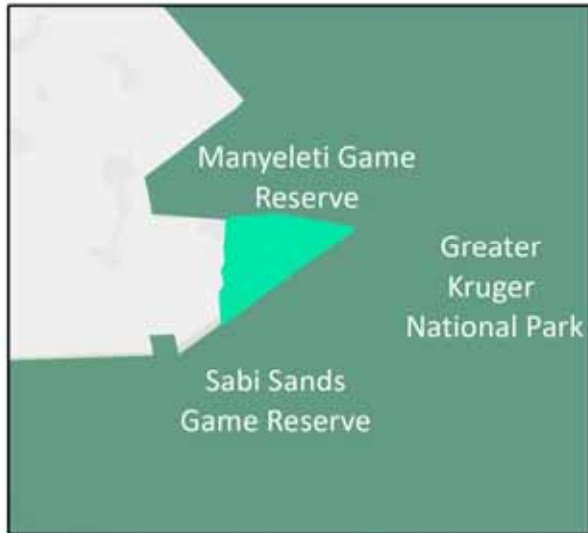 Manyeleti Game
Reserve
Greater
Kruger
National Park
Sabi Sands
Game Reserve